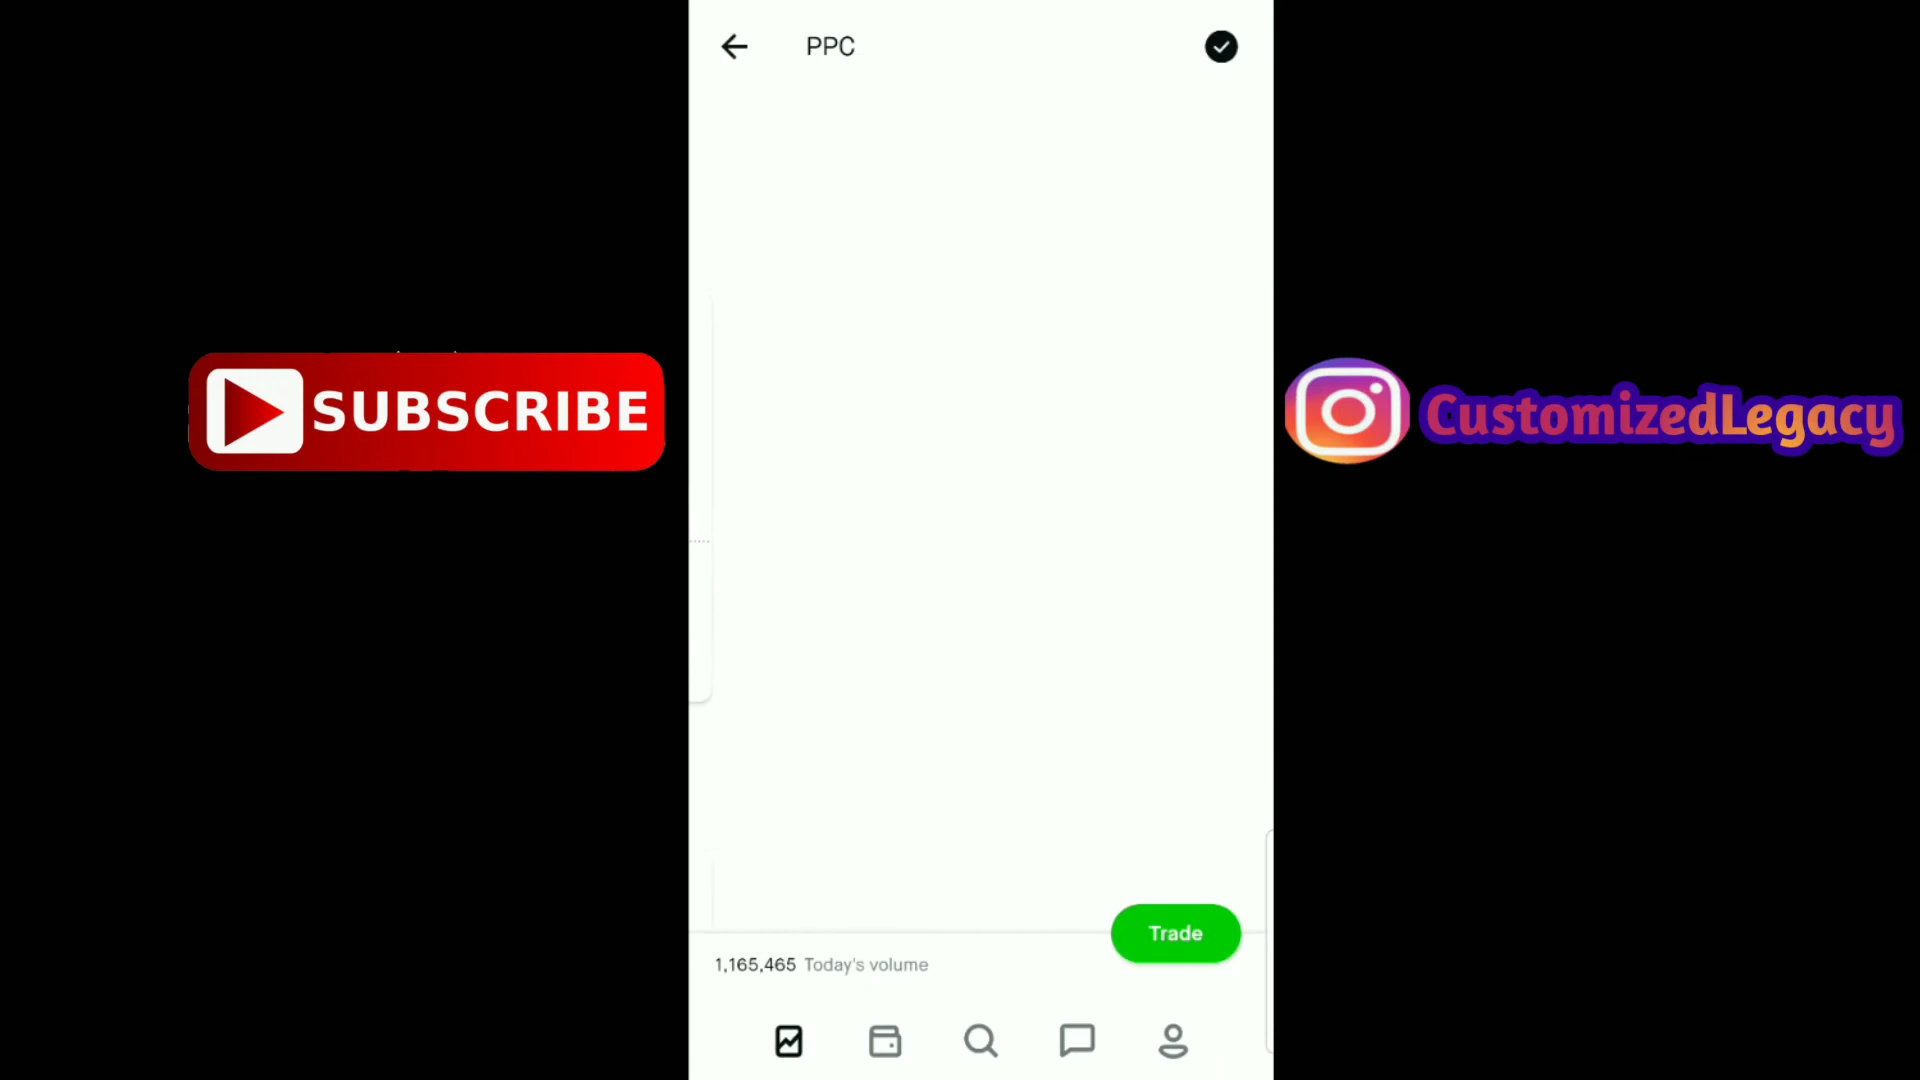 PPC
SUBSCRIBE
CustomizedLegacy
Trade
1,165,465 Today's volume